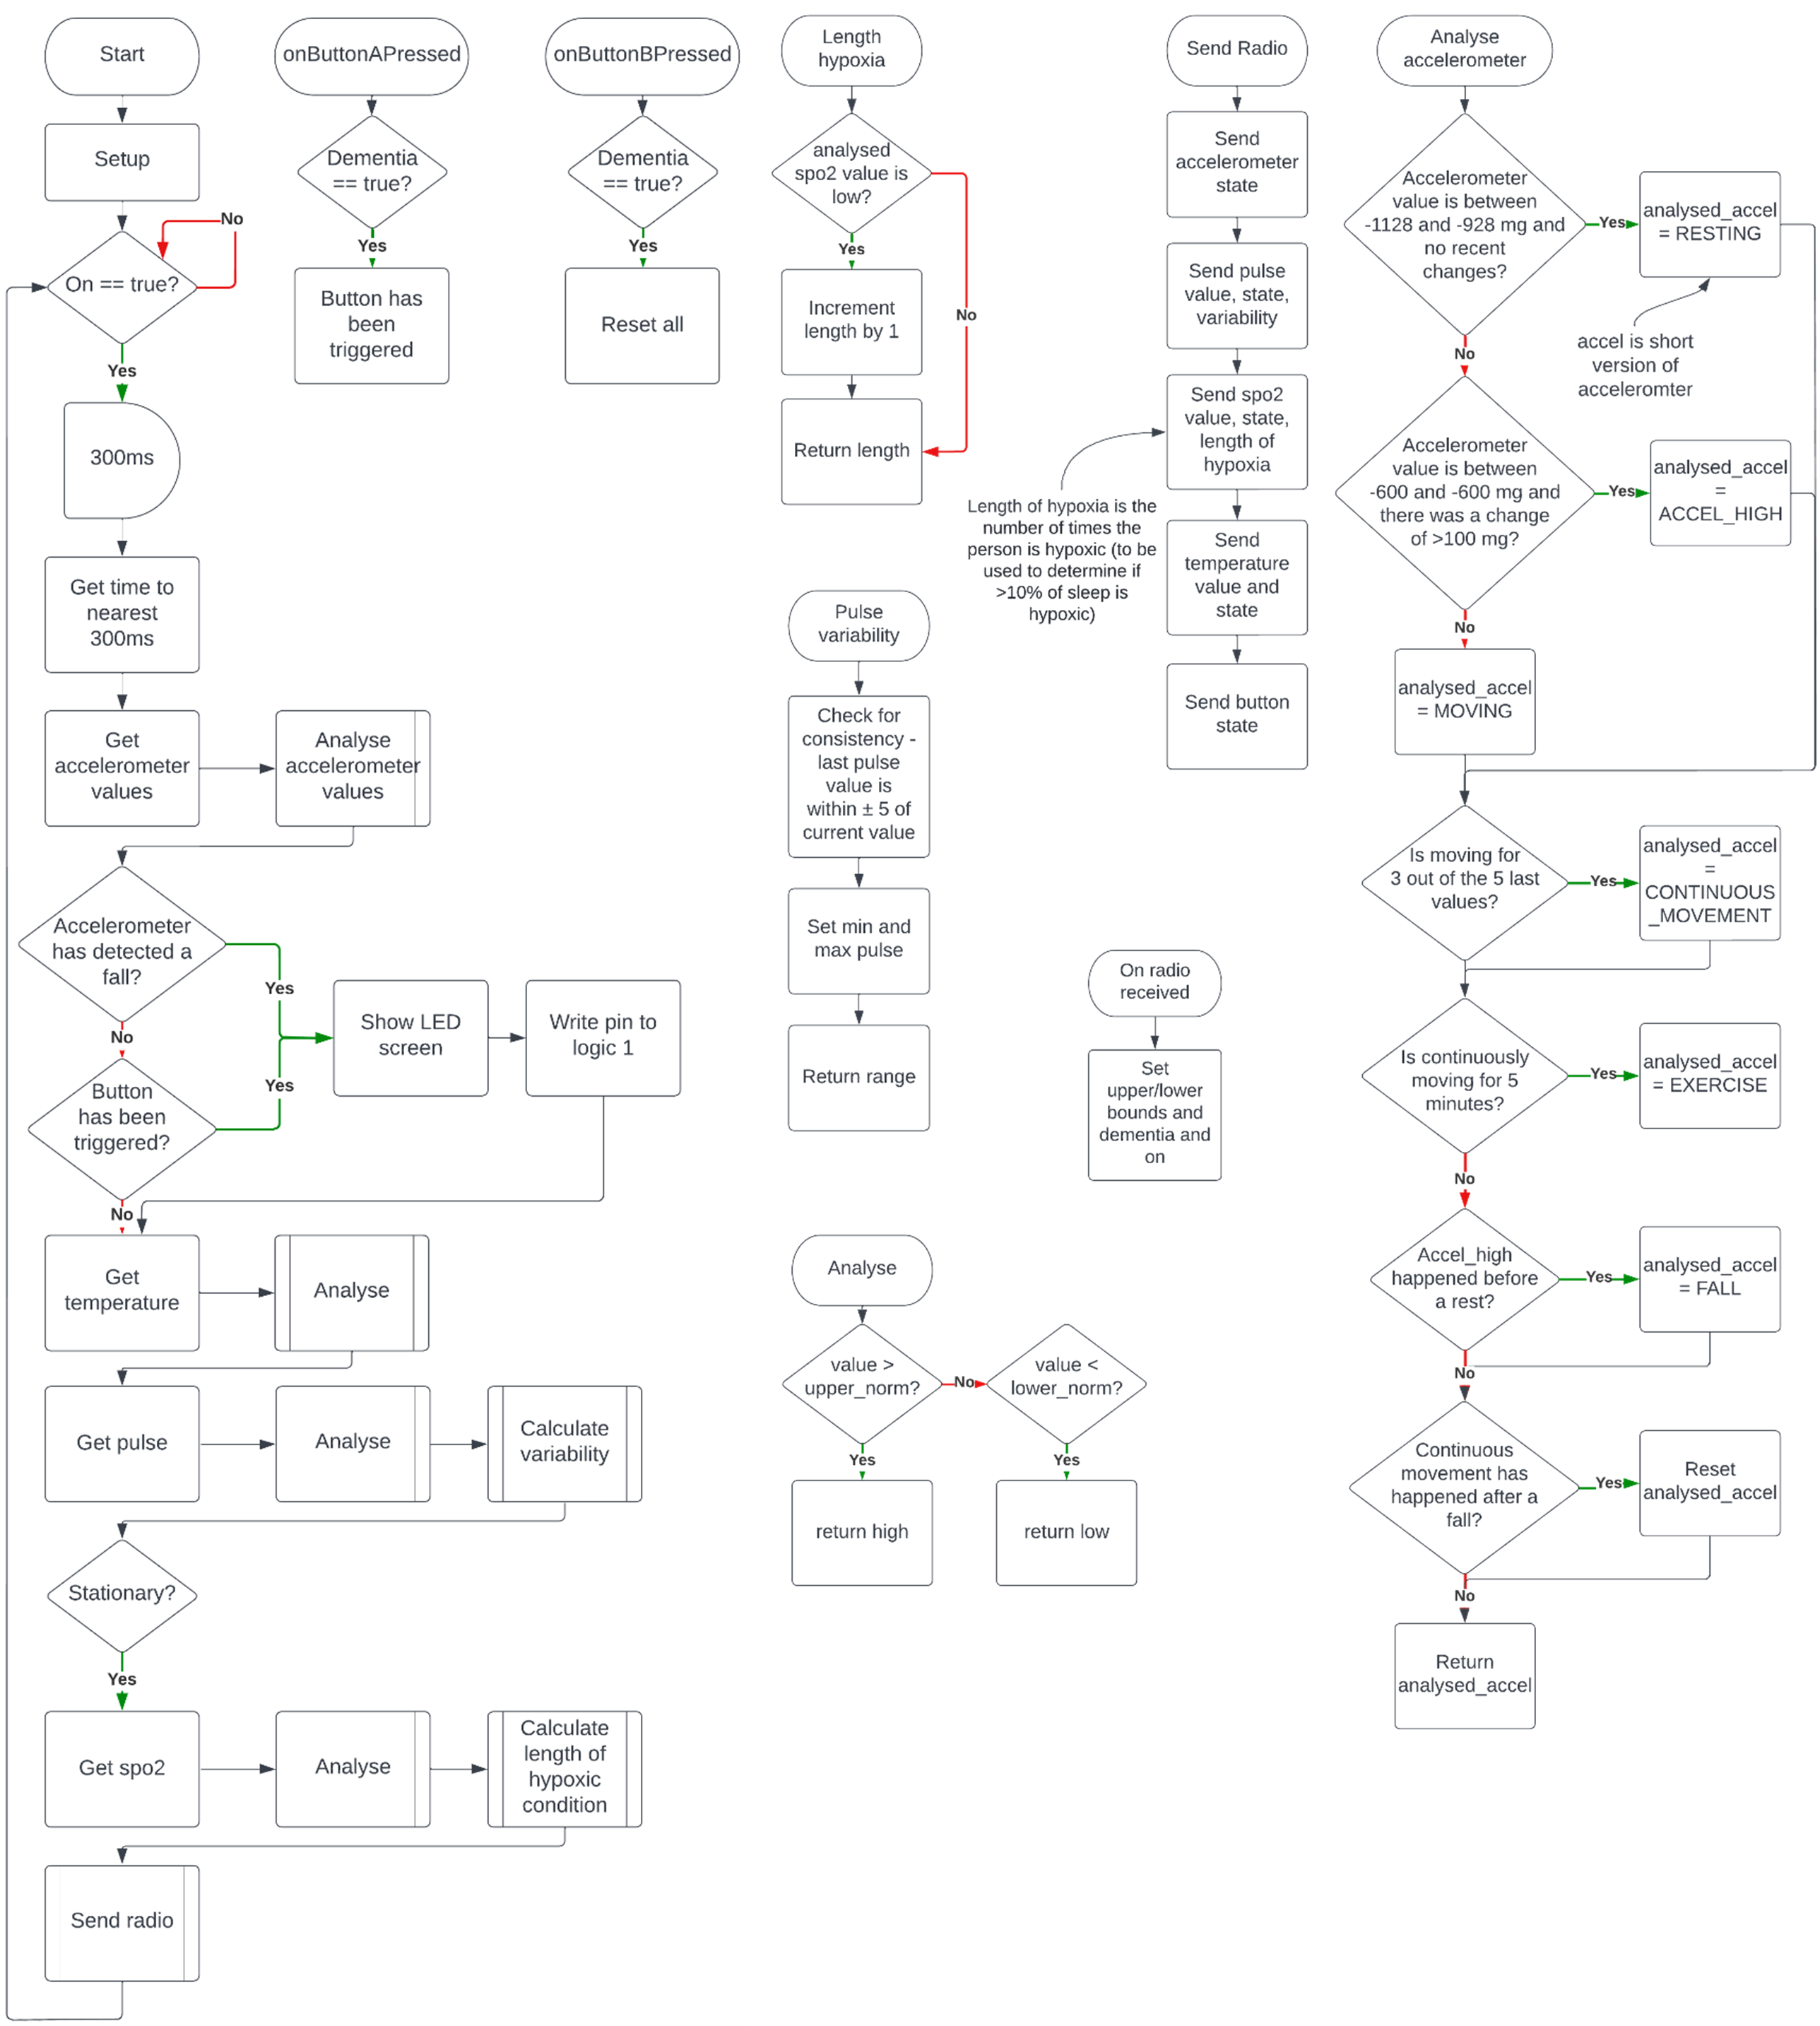 Start
Setup
No
On == true?
Yes
300ms
Get time to
nearest
300ms
Get
accelerometer
values
Analyse
accelerometer
values
Accelerometer
has detected a
fall?
Yes
No
Show LED
screen
Write pin to
logic 1
Button
has been
triggered?
Yes
No
Get
temperature
Analyse
Get pulse
Analyse
Calculate
variability
Stationary?
Yes
Get spo2
Analyse
Calculate
length of
hypoxic
condition
Send radio
onButtonAPressed
Dementia
== true?
Yes
Button has
been
triggered
onButtonBPressed
Dementia
== true?
Yes
Reset all
Length
hypoxia
analysed
spo2 value is
low?
Yes
No
Increment
length by 1
Return length
Pulse
variability
Check for
consistency -
last pulse
value is
within ± 5 of
current value
Set min and
max pulse
Return range
Analyse
value >
upper_norm?
No
value <
lower_norm?
Yes
Yes
return high
return low
Send Radio
Send
accelerometer
state
Send pulse
value, state,
variability
Send spo2
value, state,
length of
hypoxia
Length of hypoxia is the
number of times the
person is hypoxic (to be
used to determine if
>10% of sleep is
hypoxic)
Send
temperature
value and
state
Send button
state
On radio
received
Set
upper/lower
bounds and
dementia and
on
Analyse
accelerometer
Accelerometer
value is between
-1128 and -928 mg and
no recent
changes?
Yes
analysed_accel
= RESTING
accel is short
version of
acceleromter
No
Accelerometer
value is between
-600 and -600 mg and
there was a change
of >100 mg?
Yes
analysed_accel
=
ACCEL_HIGH
No
analysed_accel
= MOVING
Is moving for
3 out of the 5 last
values?
Yes
analysed_accel
=
CONTINUOUS
_MOVEMENT
Is continuously
moving for 5
minutes?
Yes
analysed_accel
= EXERCISE
No
Accel_high
happened before
a rest?
Yes
analysed_accel
= FALL
No
Continuous
movement has
happened after a
fall?
Yes
Reset
analysed_accel
No
Return
analysed_accel